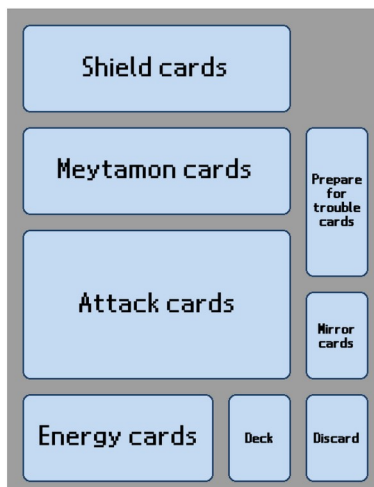 Shield cards
Meytamon cards
Prepare
for
trouble
cards
Attack cards
Mirror
cards
Energy cards
Deck
Discard